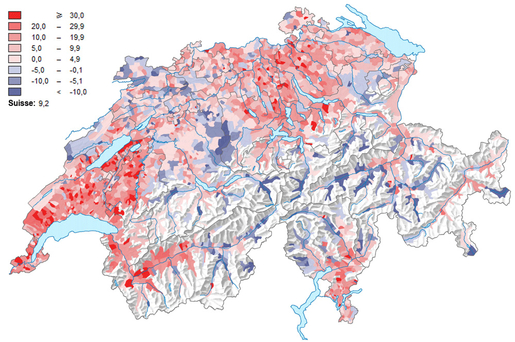 ≥ 30,0
20,0 – 29,9
10,0 – 19,9
5,0 – 9,9
0,0 – 4,9
-5,0 – -0,1
-10,0 – -5,1
< -10,0
Suisse: 9,2